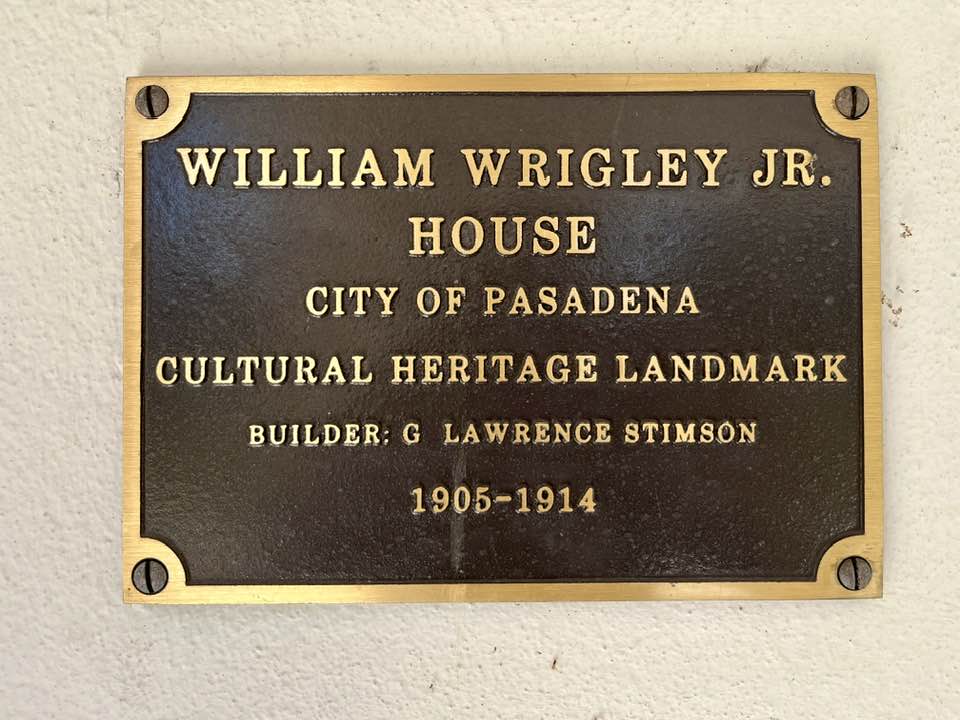 WILLIAM WRIGLEY JR.
HOUSE
CITY OF PASADENA
CULTURAL HERITAGE LANDMARK
BUILDER: G LAWRENCE STIMSON
1905-1914